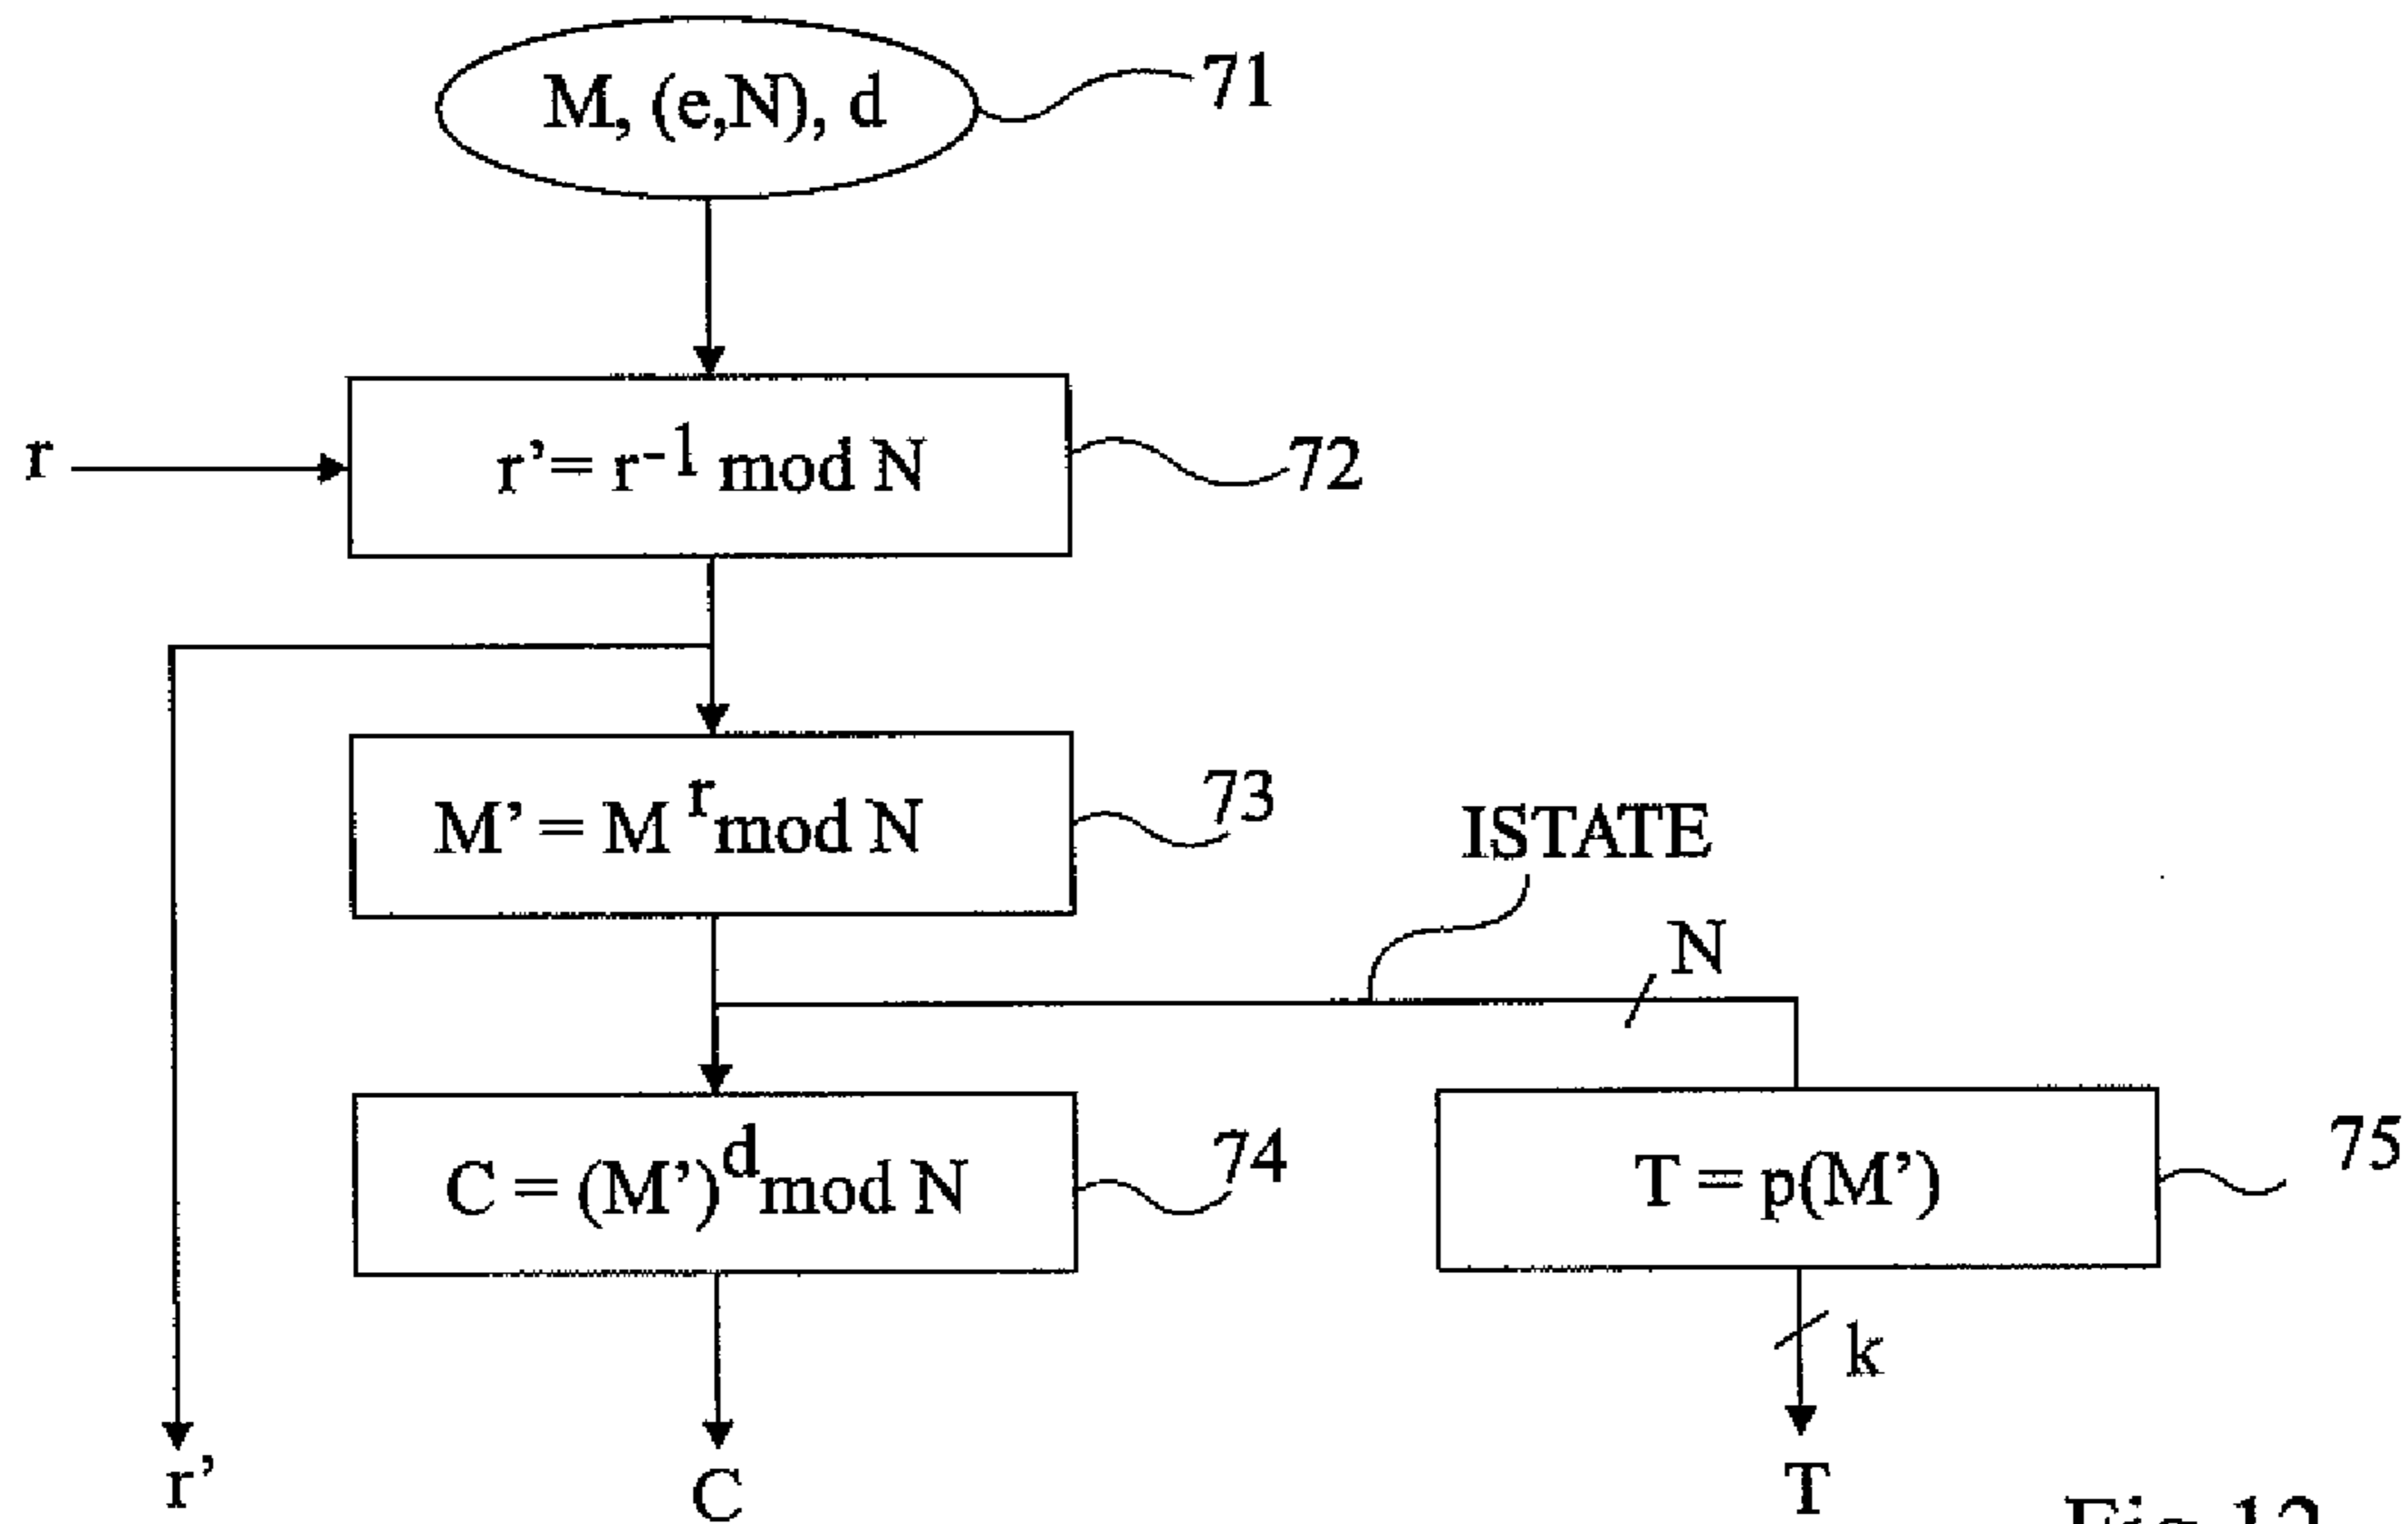 M, (e,N), d
71
r
r’= r⁻¹ mod N
72
M’ = M ʳ mod N
73
ISTATE
N
C = (M’)ᵈ mod N
74
T = p(M’)
75
k
r’
C
T